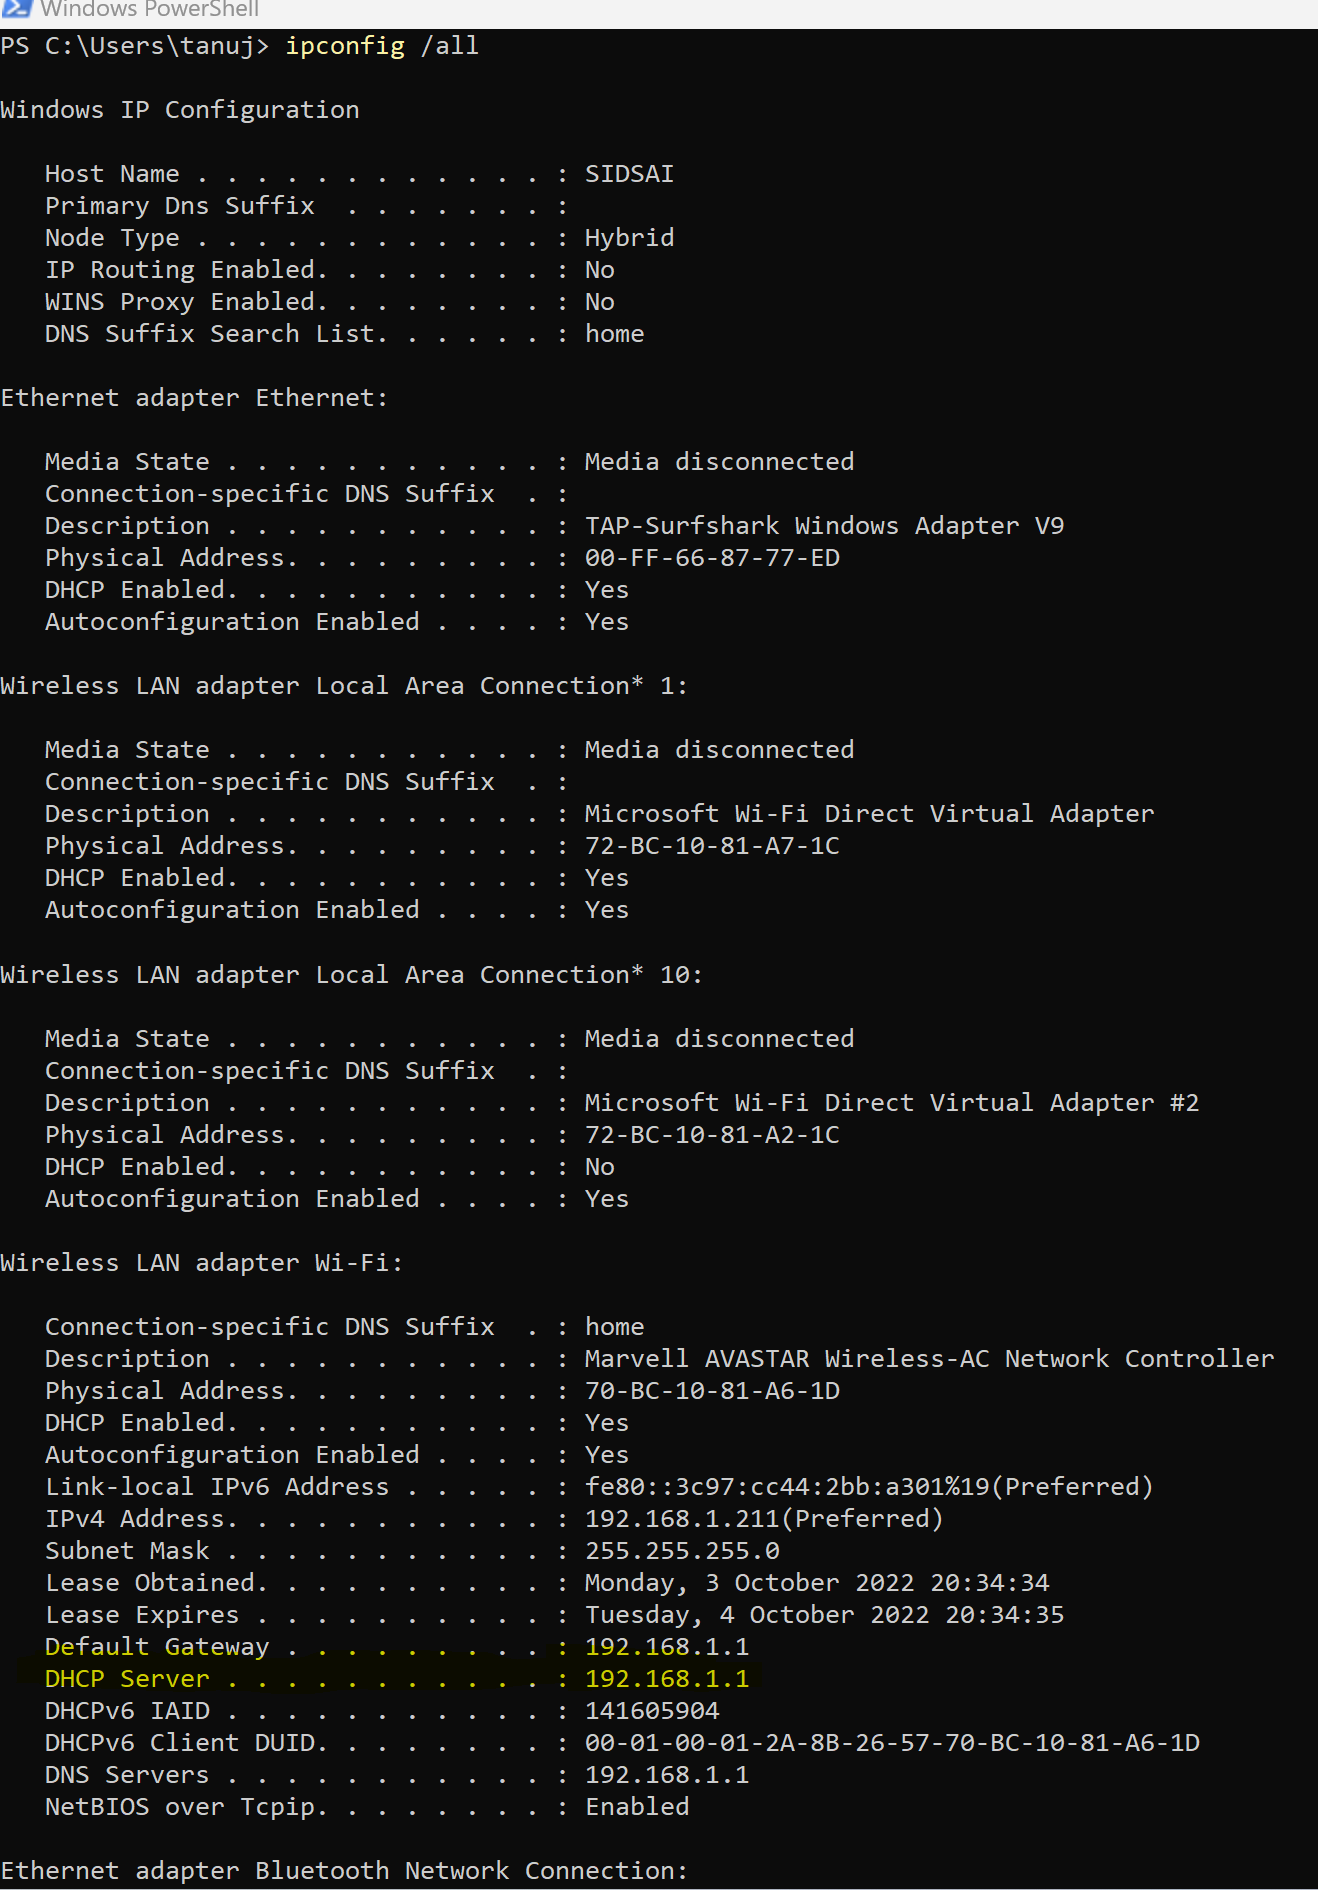 Windows PowerShell
PS C:\Users\tanuj> ipconfig /all
Windows IP Configuration
Host Name . . . . . . . . . . . . : SIDSAI
Primary Dns Suffix  . . . . . . . :
Node Type . . . . . . . . . . . . : Hybrid
IP Routing Enabled. . . . . . . . : No
WINS Proxy Enabled. . . . . . . . : No
DNS Suffix Search List. . . . . . : home
Ethernet adapter Ethernet:
Media State . . . . . . . . . . . : Media disconnected
Connection-specific DNS Suffix  . :
Description . . . . . . . . . . . : TAP-Surfshark Windows Adapter V9
Physical Address. . . . . . . . . : 00-FF-66-87-77-ED
DHCP Enabled. . . . . . . . . . . : Yes
Autoconfiguration Enabled . . . . : Yes
Wireless LAN adapter Local Area Connection* 1:
Media State . . . . . . . . . . . : Media disconnected
Connection-specific DNS Suffix  . :
Description . . . . . . . . . . . : Microsoft Wi-Fi Direct Virtual Adapter
Physical Address. . . . . . . . . : 72-BC-10-81-A7-1C
DHCP Enabled. . . . . . . . . . . : Yes
Autoconfiguration Enabled . . . . : Yes
Wireless LAN adapter Local Area Connection* 10:
Media State . . . . . . . . . . . : Media disconnected
Connection-specific DNS Suffix  . :
Description . . . . . . . . . . . : Microsoft Wi-Fi Direct Virtual Adapter #2
Physical Address. . . . . . . . . : 72-BC-10-81-A2-1C
DHCP Enabled. . . . . . . . . . . : No
Autoconfiguration Enabled . . . . : Yes
Wireless LAN adapter Wi-Fi:
Connection-specific DNS Suffix  . : home
Description . . . . . . . . . . . : Marvell AVASTAR Wireless-AC Network Controller
Physical Address. . . . . . . . . : 70-BC-10-81-A6-1D
DHCP Enabled. . . . . . . . . . . : Yes
Autoconfiguration Enabled . . . . : Yes
Link-local IPv6 Address . . . . . : fe80::3c97:cc44:2bb:a301%19(Preferred)
IPv4 Address. . . . . . . . . . . : 192.168.1.211(Preferred)
Subnet Mask . . . . . . . . . . . : 255.255.255.0
Lease Obtained. . . . . . . . . . : Monday, 3 October 2022 20:34:34
Lease Expires . . . . . . . . . . : Tuesday, 4 October 2022 20:34:35
Default Gateway . . . . . . . . . : 192.168.1.1
DHCP Server . . . . . . . . . . . : 192.168.1.1
DHCPv6 IAID . . . . . . . . . . . : 141605904
DHCPv6 Client DUID. . . . . . . . : 00-01-00-01-2A-8B-26-57-70-BC-10-81-A6-1D
DNS Servers . . . . . . . . . . . : 192.168.1.1
NetBIOS over Tcpip. . . . . . . . : Enabled
Ethernet adapter Bluetooth Network Connection: